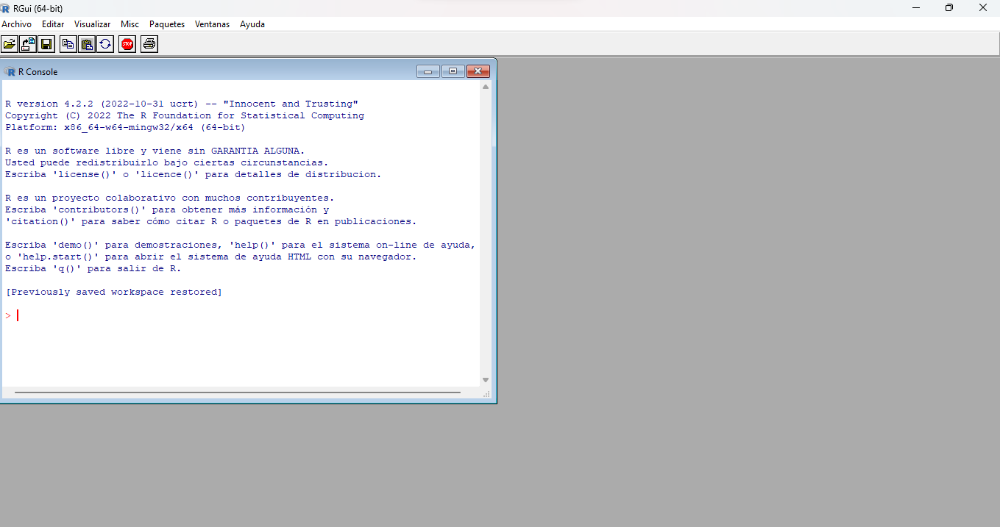 RGui (64-bit)
Archivo Editar Visualizar Misc Paquetes Ventanas Ayuda
STOP
R Console
R version 4.2.2 (2022-10-31 ucrt) -- "Innocent and Trusting"
Copyright (C) 2022 The R Foundation for Statistical Computing
Platform: x86_64-w64-mingw32/x64 (64-bit)
R es un software libre y viene sin GARANTIA ALGUNA.
Usted puede redistribuirlo bajo ciertas circunstancias.
Escriba 'license()' o 'licence()' para detalles de distribucion.
R es un proyecto colaborativo con muchos contribuyentes.
Escriba 'contributors()' para obtener más información y
'citation()' para saber cómo citar R o paquetes de R en publicaciones.
Escriba 'demo()' para demostraciones, 'help()' para el sistema on-line de ayuda,
o 'help.start()' para abrir el sistema de ayuda HTML con su navegador.
Escriba 'q()' para salir de R.
[Previously saved workspace restored]
>